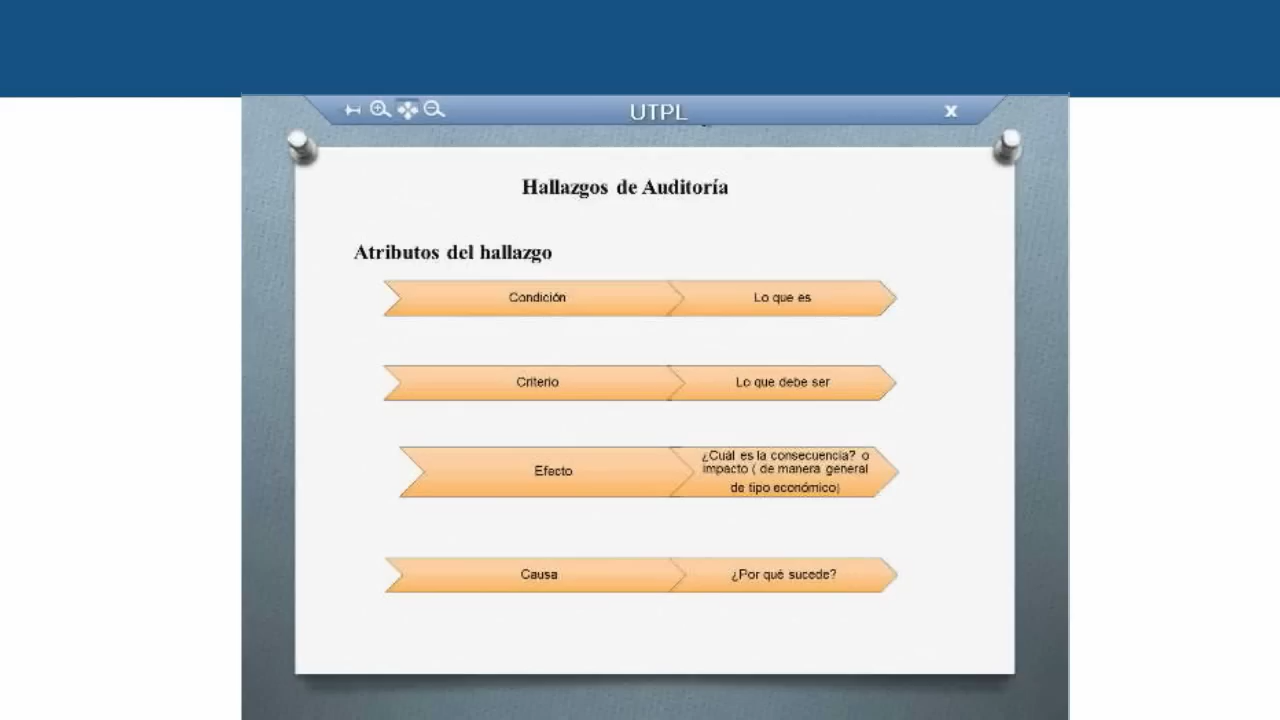 UTPL
x
Hallazgos de Auditoría
Atributos del hallazgo
Condición
Lo que es
Criterio
Lo que debe ser
Efecto
¿Cuál es la consecuencia? o
impacto ( de manera general
de tipo económico)
Causa
¿Por qué sucede?